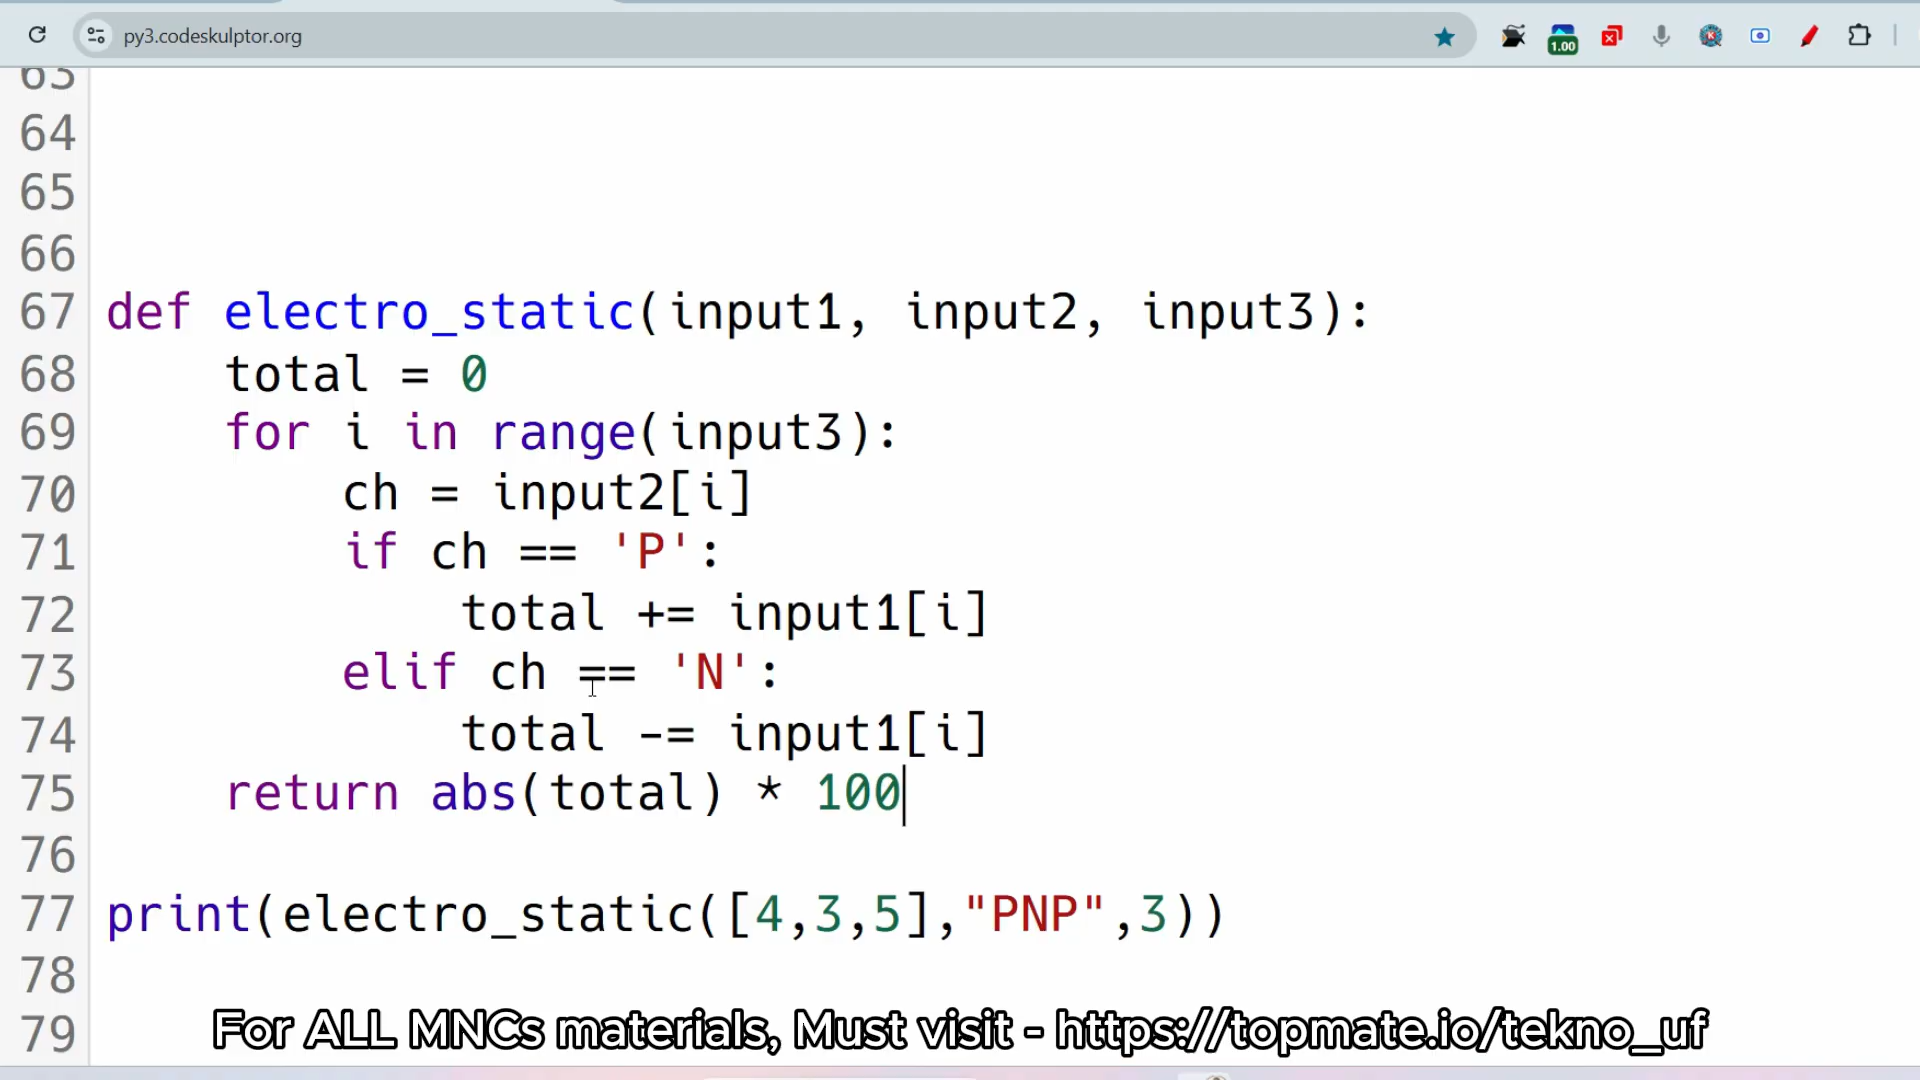 py3.codeskulptor.org
1.00
63
64
65
66
67 def electro_static(input1, input2, input3):
68 total = 0
69 for i in range(input3):
70 ch = input2[i]
71 if ch == 'P':
72 total += input1[i]
73 elif ch == 'N':
74 total -= input1[i]
75 return abs(total) * 100
76
77 print(electro_static([4,3,5],"PNP",3))
78
79
For ALL MNCs materials, Must visit - https://topmate.io/tekno_uf